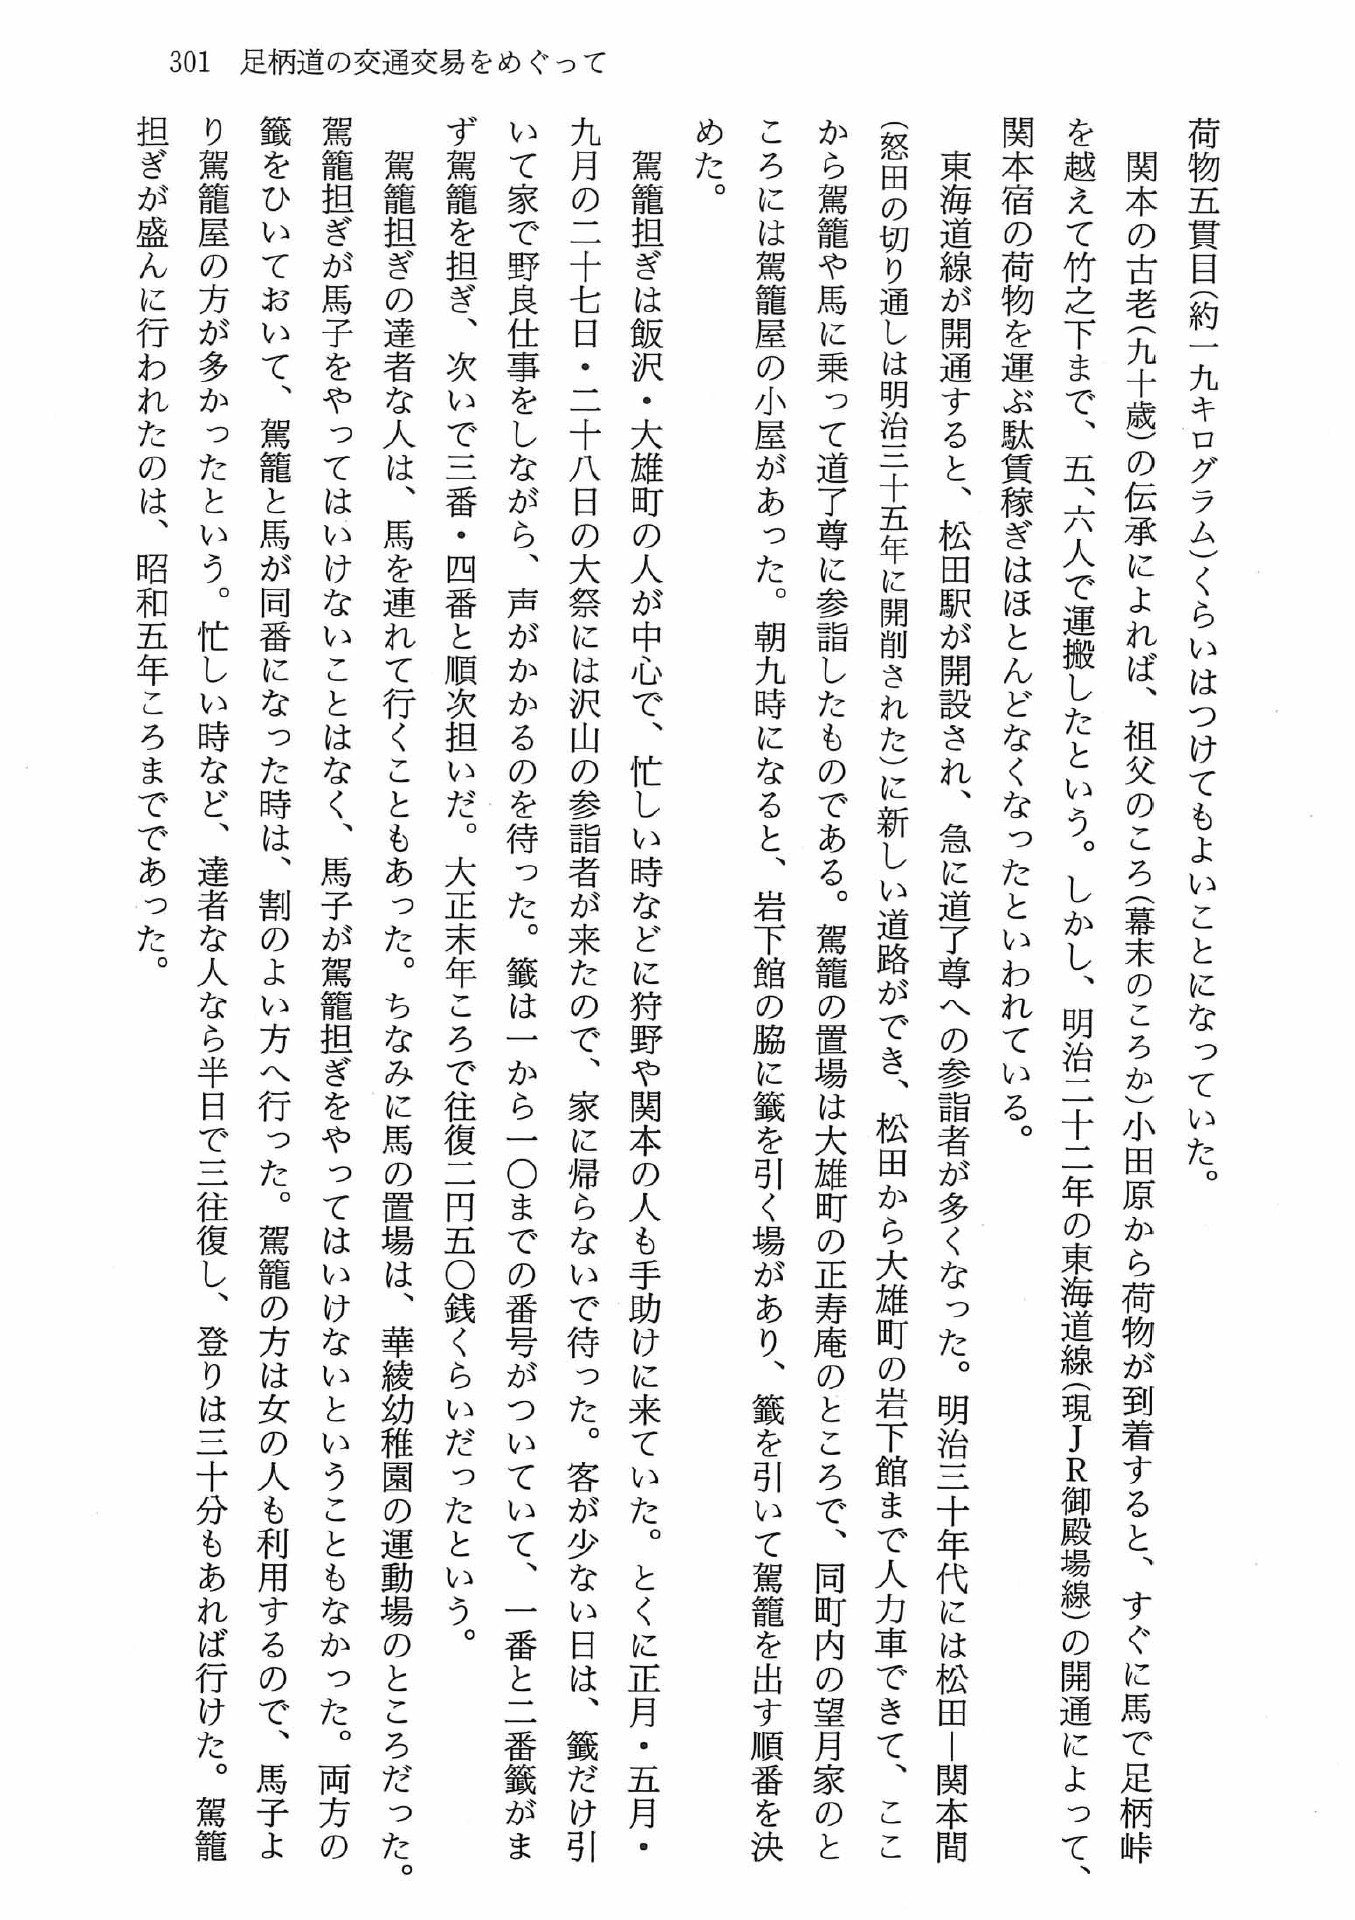 301　足柄道の交通交易をめぐって
荷物五貫目(約一九キログラム)くらいはつけてもよいことになっていた。
　関本の古老(九十歳)の伝承によれば、祖父のころ(幕末のころか)小田原から荷物が到着すると、すぐに馬で足柄峠
を越えて竹之下まで、五、六人で運搬したという。しかし、明治二十二年の東海道線(現JR御殿場線)の開通によって、
関本宿の荷物を運ぶ駄賃稼ぎはほとんどなくなったといわれている。
　東海道線が開通すると、松田駅が開設され、急に道了尊への参詣者が多くなった。明治三十年代には松田―関本間
(怒田の切り通しは明治三十五年に開削された)に新しい道路ができ、松田から大雄町の岩下館まで人力車できて、ここ
から駕籠や馬に乗って道了尊に参詣したものである。駕籠の置場は大雄町の正寿庵のところで、同町内の望月家のと
ころには駕籠屋の小屋があった。朝九時になると、岩下館の脇に籤を引く場があり、籤を引いて駕籠を出す順番を決
めた。
　駕籠担ぎは飯沢・大雄町の人が中心で、忙しい時などに狩野や関本の人も手助けに来ていた。とくに正月・五月・
九月の二十七日・二十八日の大祭には沢山の参詣者が来たので、家に帰らないで待った。客が少ない日は、籤だけ引
いて家で野良仕事をしながら、声がかかるのを待った。籤は一から一〇までの番号がついていて、一番と二番籤がま
ず駕籠を担ぎ、次いで三番・四番と順次担いだ。大正末年ころで往復二円五〇銭くらいだったという。
　駕籠担ぎの達者な人は、馬を連れて行くこともあった。ちなみに馬の置場は、華綾幼稚園の運動場のところだった。
駕籠担ぎが馬子をやってはいけないことはなく、馬子が駕籠担ぎをやってはいけないということもなかった。両方の
籤をひいておいて、駕籠と馬が同番になった時は、割のよい方へ行った。駕籠の方は女の人も利用するので、馬子よ
り駕籠屋の方が多かったという。忙しい時など、達者な人なら半日で三往復し、登りは三十分もあれば行けた。駕籠
担ぎが盛んに行われたのは、昭和五年ころまでであった。